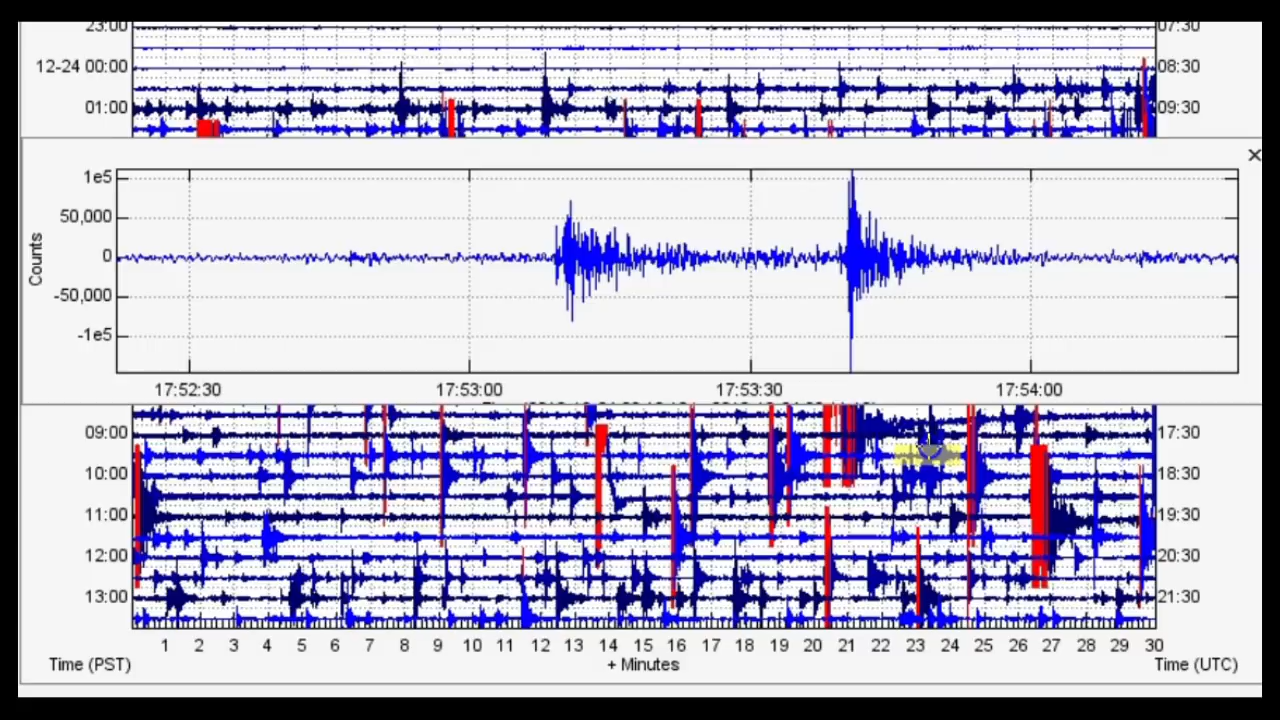 23:00 07:30
12-24 00:00 08:30
01:00 09:30
×
1e5
50,000
0
-50,000
-1e5
Counts
17:52:30 17:53:00 17:53:30 17:54:00
09:00 17:30
10:00 18:30
11:00 19:30
12:00 20:30
13:00 21:30
1 2 3 4 5 6 7 8 9 10 11 12 13 14 15 16 17 18 19 20 21 22 23 24 25 26 27 28 29 30
Time (PST) + Minutes Time (UTC)